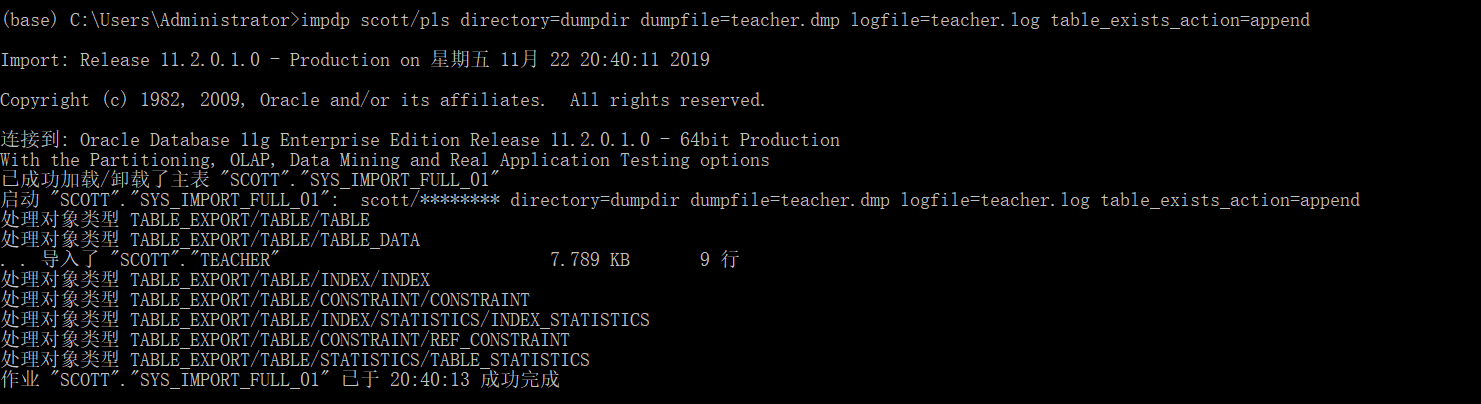 (base) C:\Users\Administrator>impdp scott/pls directory=dumpdir dumpfile=teacher.dmp logfile=teacher.log table_exists_action=append
Import: Release 11.2.0.1.0 - Production on 星期五 11月 22 20:40:11 2019
Copyright (c) 1982, 2009, Oracle and/or its affiliates.  All rights reserved.
连接到: Oracle Database 11g Enterprise Edition Release 11.2.0.1.0 - 64bit Production
With the Partitioning, OLAP, Data Mining and Real Application Testing options
已成功加载/卸载了主表 "SCOTT"."SYS_IMPORT_FULL_01"
启动 "SCOTT"."SYS_IMPORT_FULL_01":  scott/******** directory=dumpdir dumpfile=teacher.dmp logfile=teacher.log table_exists_action=append
处理对象类型 TABLE_EXPORT/TABLE/TABLE
处理对象类型 TABLE_EXPORT/TABLE/TABLE_DATA
. . 导入了 "SCOTT"."TEACHER"                           7.789 KB       9 行
处理对象类型 TABLE_EXPORT/TABLE/INDEX/INDEX
处理对象类型 TABLE_EXPORT/TABLE/CONSTRAINT/CONSTRAINT
处理对象类型 TABLE_EXPORT/TABLE/INDEX/STATISTICS/INDEX_STATISTICS
处理对象类型 TABLE_EXPORT/TABLE/CONSTRAINT/REF_CONSTRAINT
处理对象类型 TABLE_EXPORT/TABLE/STATISTICS/TABLE_STATISTICS
作业 "SCOTT"."SYS_IMPORT_FULL_01" 已于 20:40:13 成功完成